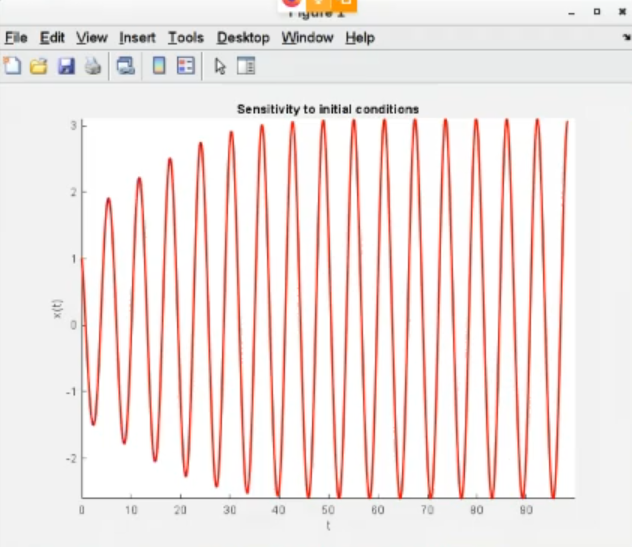 Figure 1
File Edit View Insert Tools Desktop Window Help
Sensitivity to initial conditions
3
2
1
0
-1
-2
x(t)
0 10 20 30 40 50 60 70 80 90
t